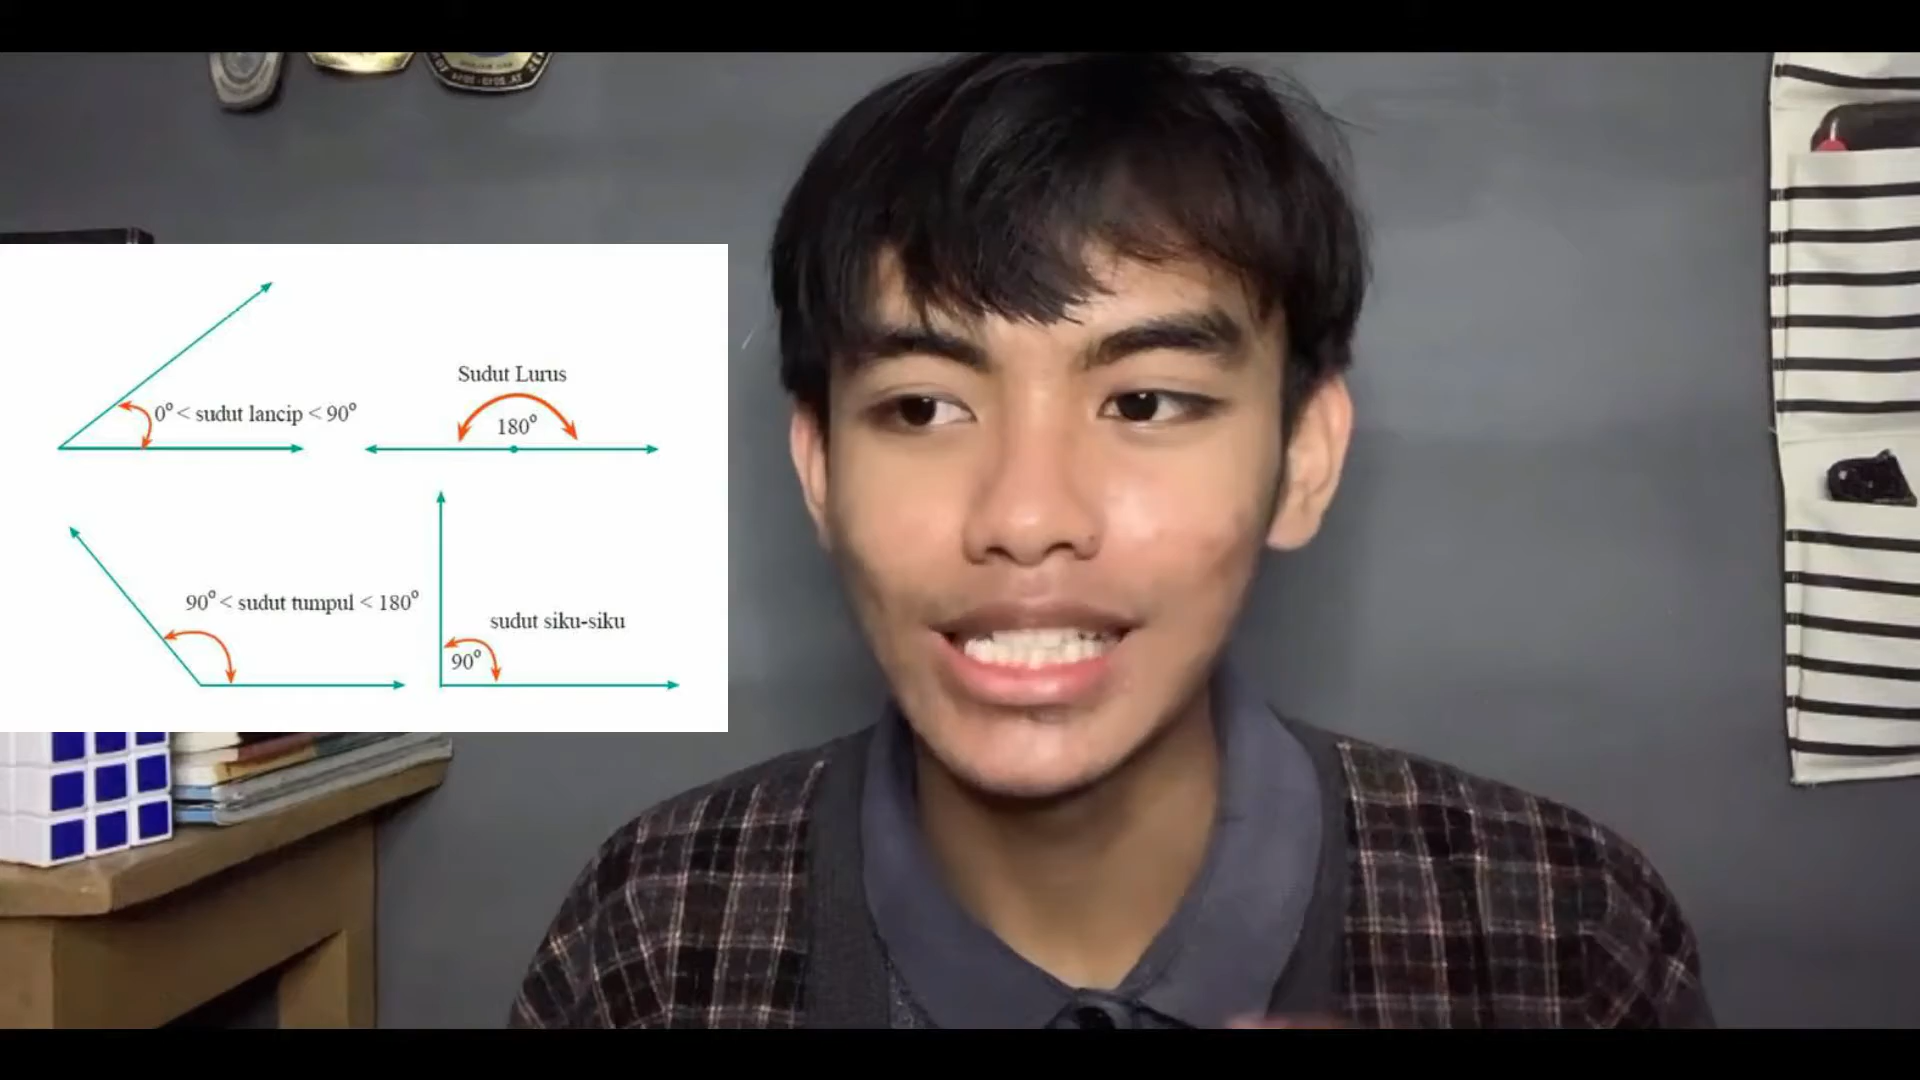 0° < sudut lancip < 90°
Sudut Lurus
180°
90° < sudut tumpul < 180°
sudut siku-siku
90°